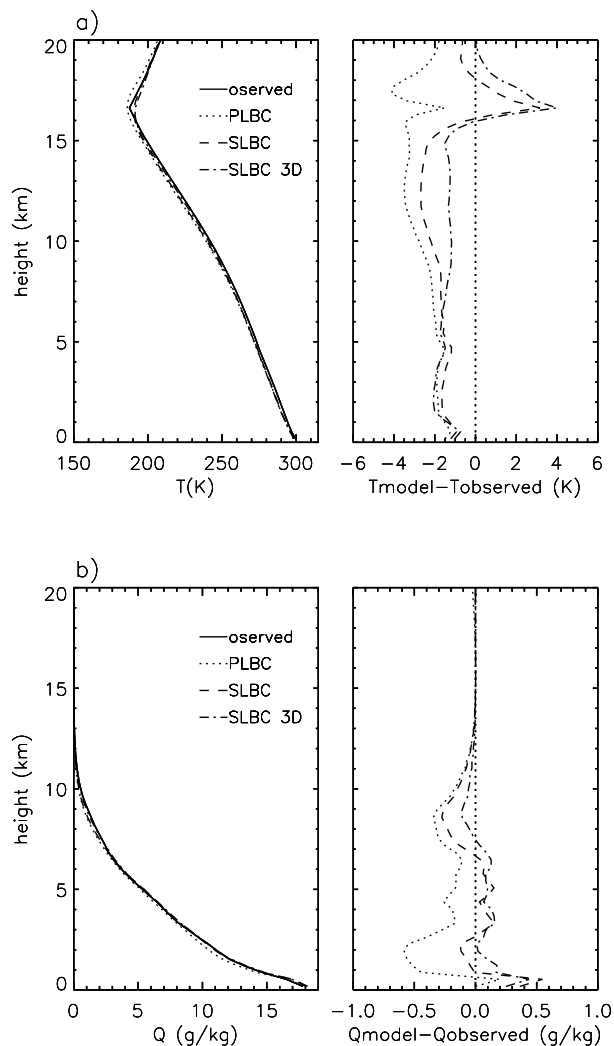 a)
20
15
10
5
0
height (km)
oserved
PLBC
SLBC
SLBC 3D
150 200 250 300
T(K)
-6 -4 -2 0 2 4 6
Tmodel-Tobserved (K)
b)
20
15
10
5
0
height (km)
oserved
PLBC
SLBC
SLBC 3D
0 5 10 15
Q (g/kg)
-1.0 -0.5 0.0 0.5 1.0
Qmodel-Qobserved (g/kg)